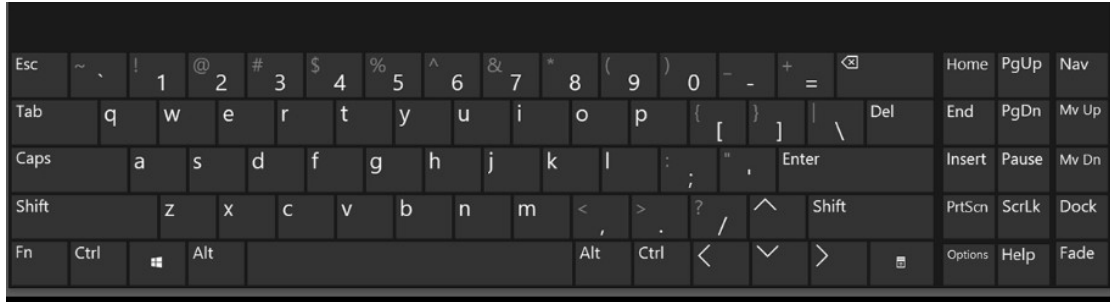 Esc ~ ` ! 1 @ 2 # 3 $ 4 % 5 ^ 6 & 7 * 8 ( 9 ) 0 _ - + = Home PgUp Nav
Tab q w e r t y u i o p { [ } ] | \ Del End PgDn Mv Up
Caps a s d f g h j k l : ; " ' Enter Insert Pause Mv Dn
Shift z x c v b n m < , > . ? / Shift PrtScn ScrLk Dock
Fn Ctrl Alt Alt Ctrl Options Help Fade